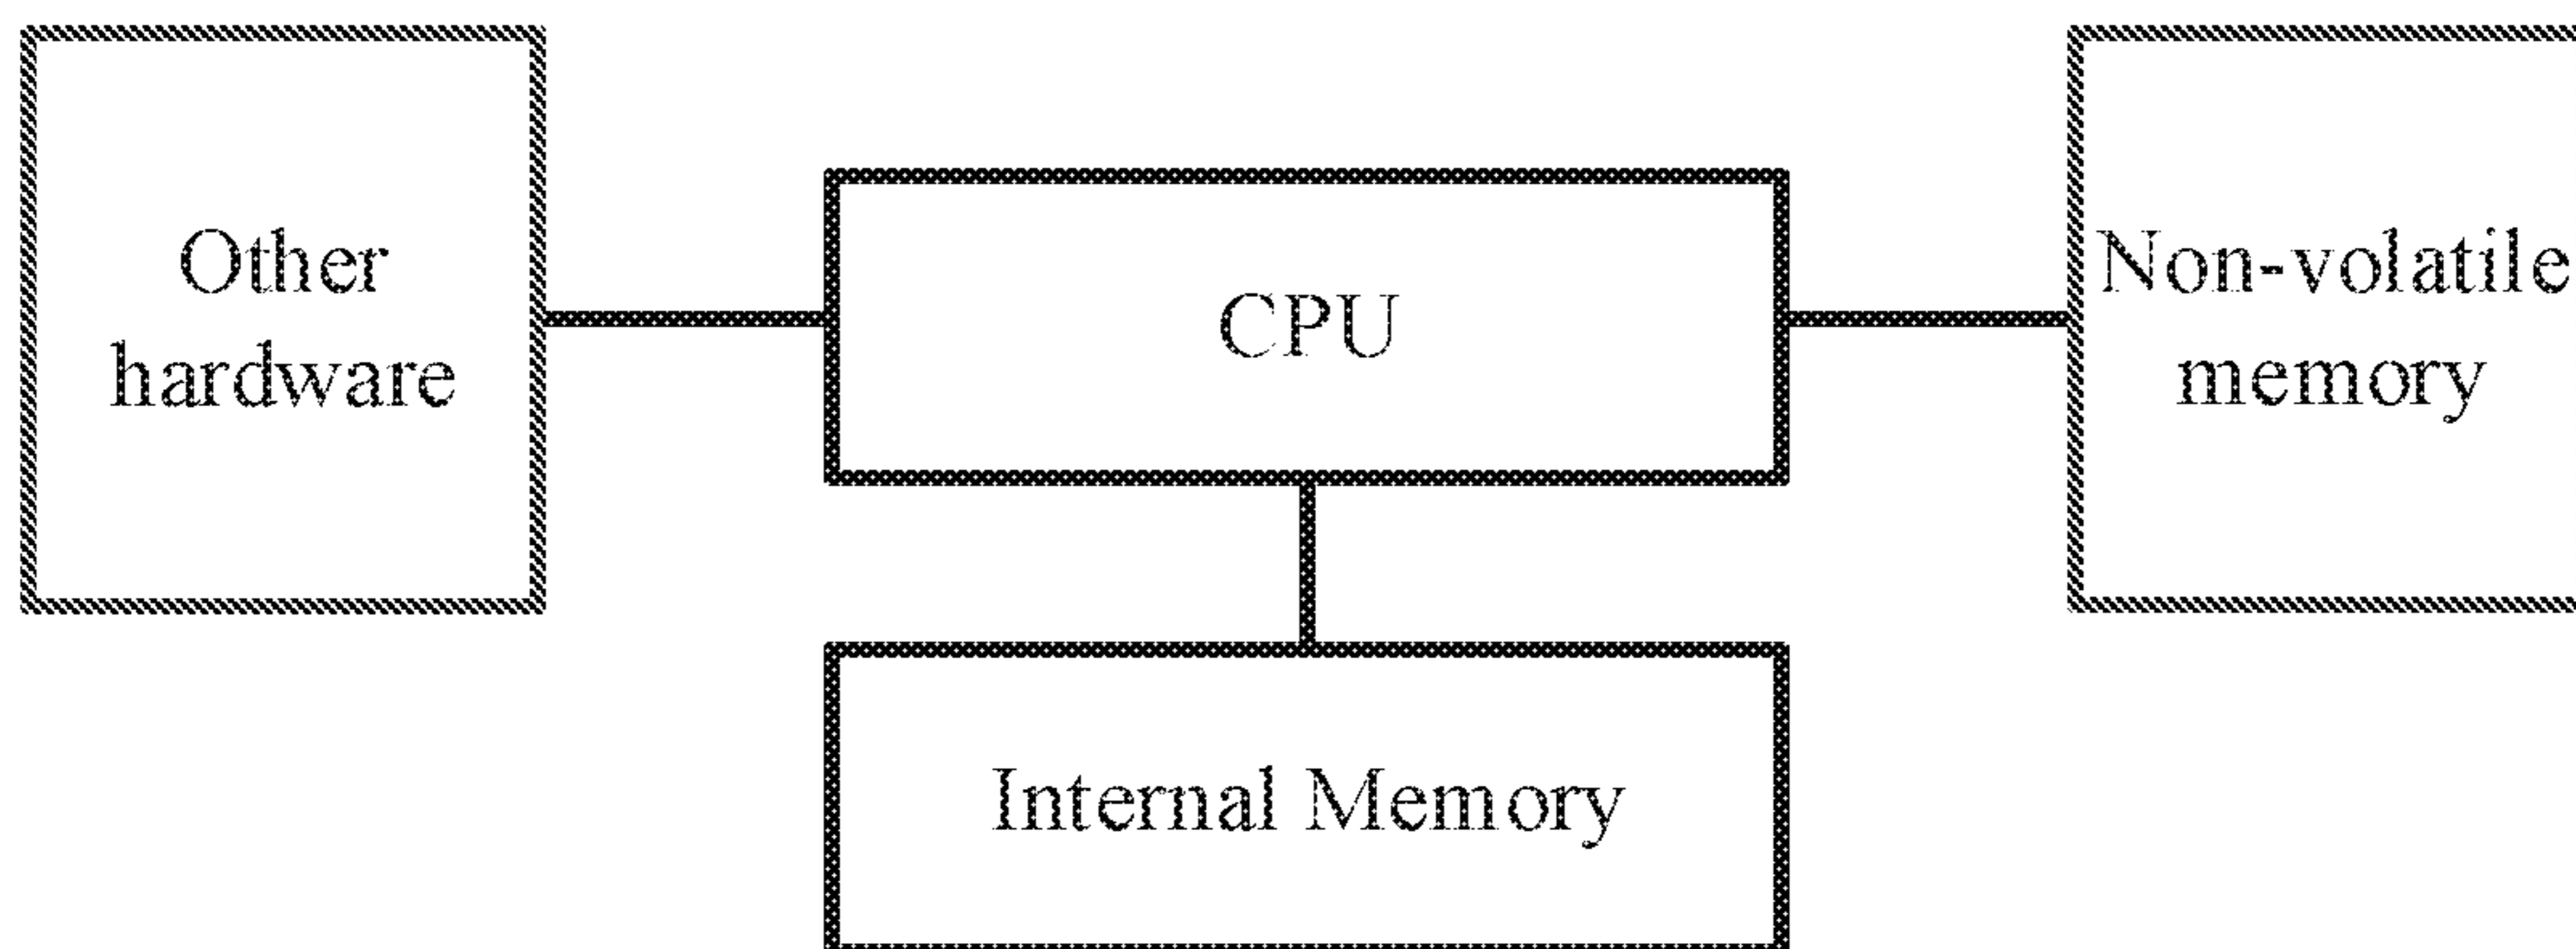 Other
hardware
CPU
Non-volatile
memory
Internal Memory